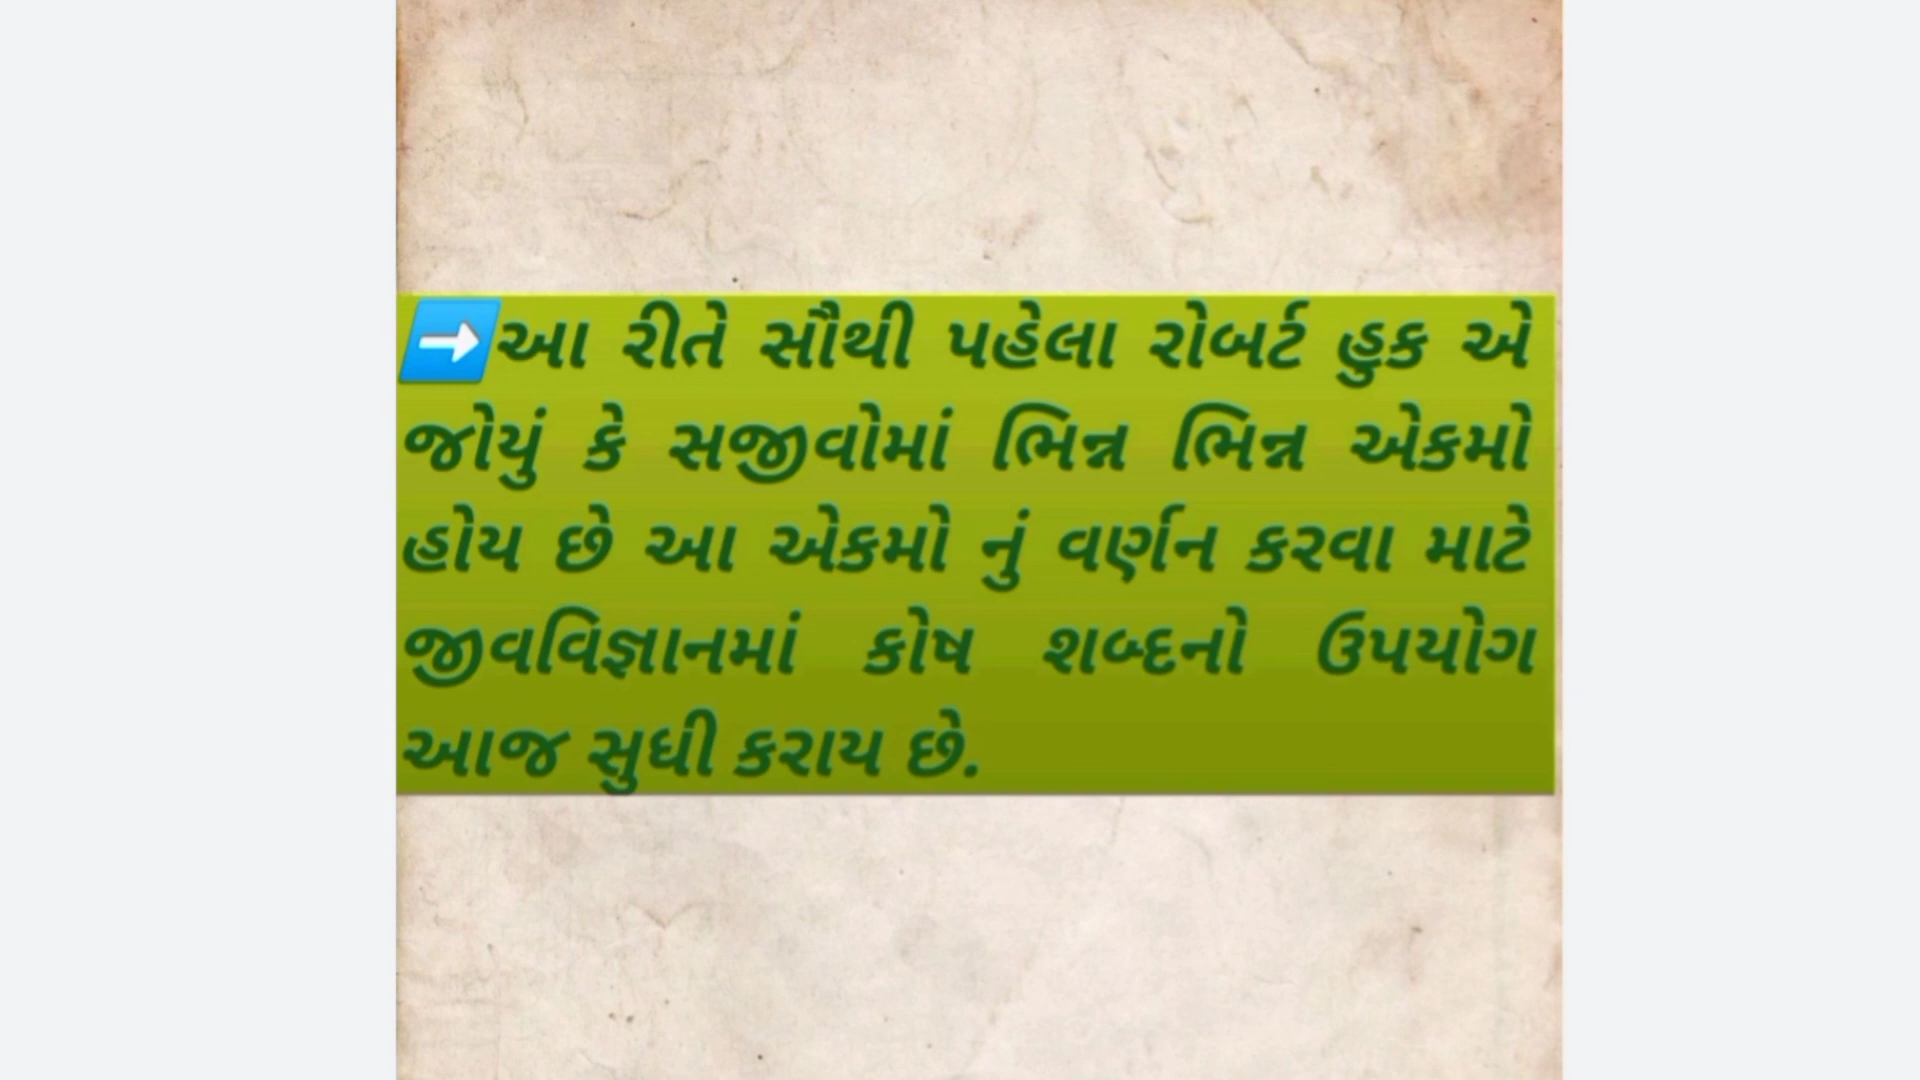 ➡️આ રીતે સૌથી પહેલા રોબર્ટ હુક એ
જોયું કે સજીવોમાં ભિન્ન ભિન્ન એકમો
હોય છે આ એકમો નું વર્ણન કરવા માટે
જીવવિજ્ઞાનમાં કોષ શબ્દનો ઉપયોગ
આજ સુધી કરાય છે.